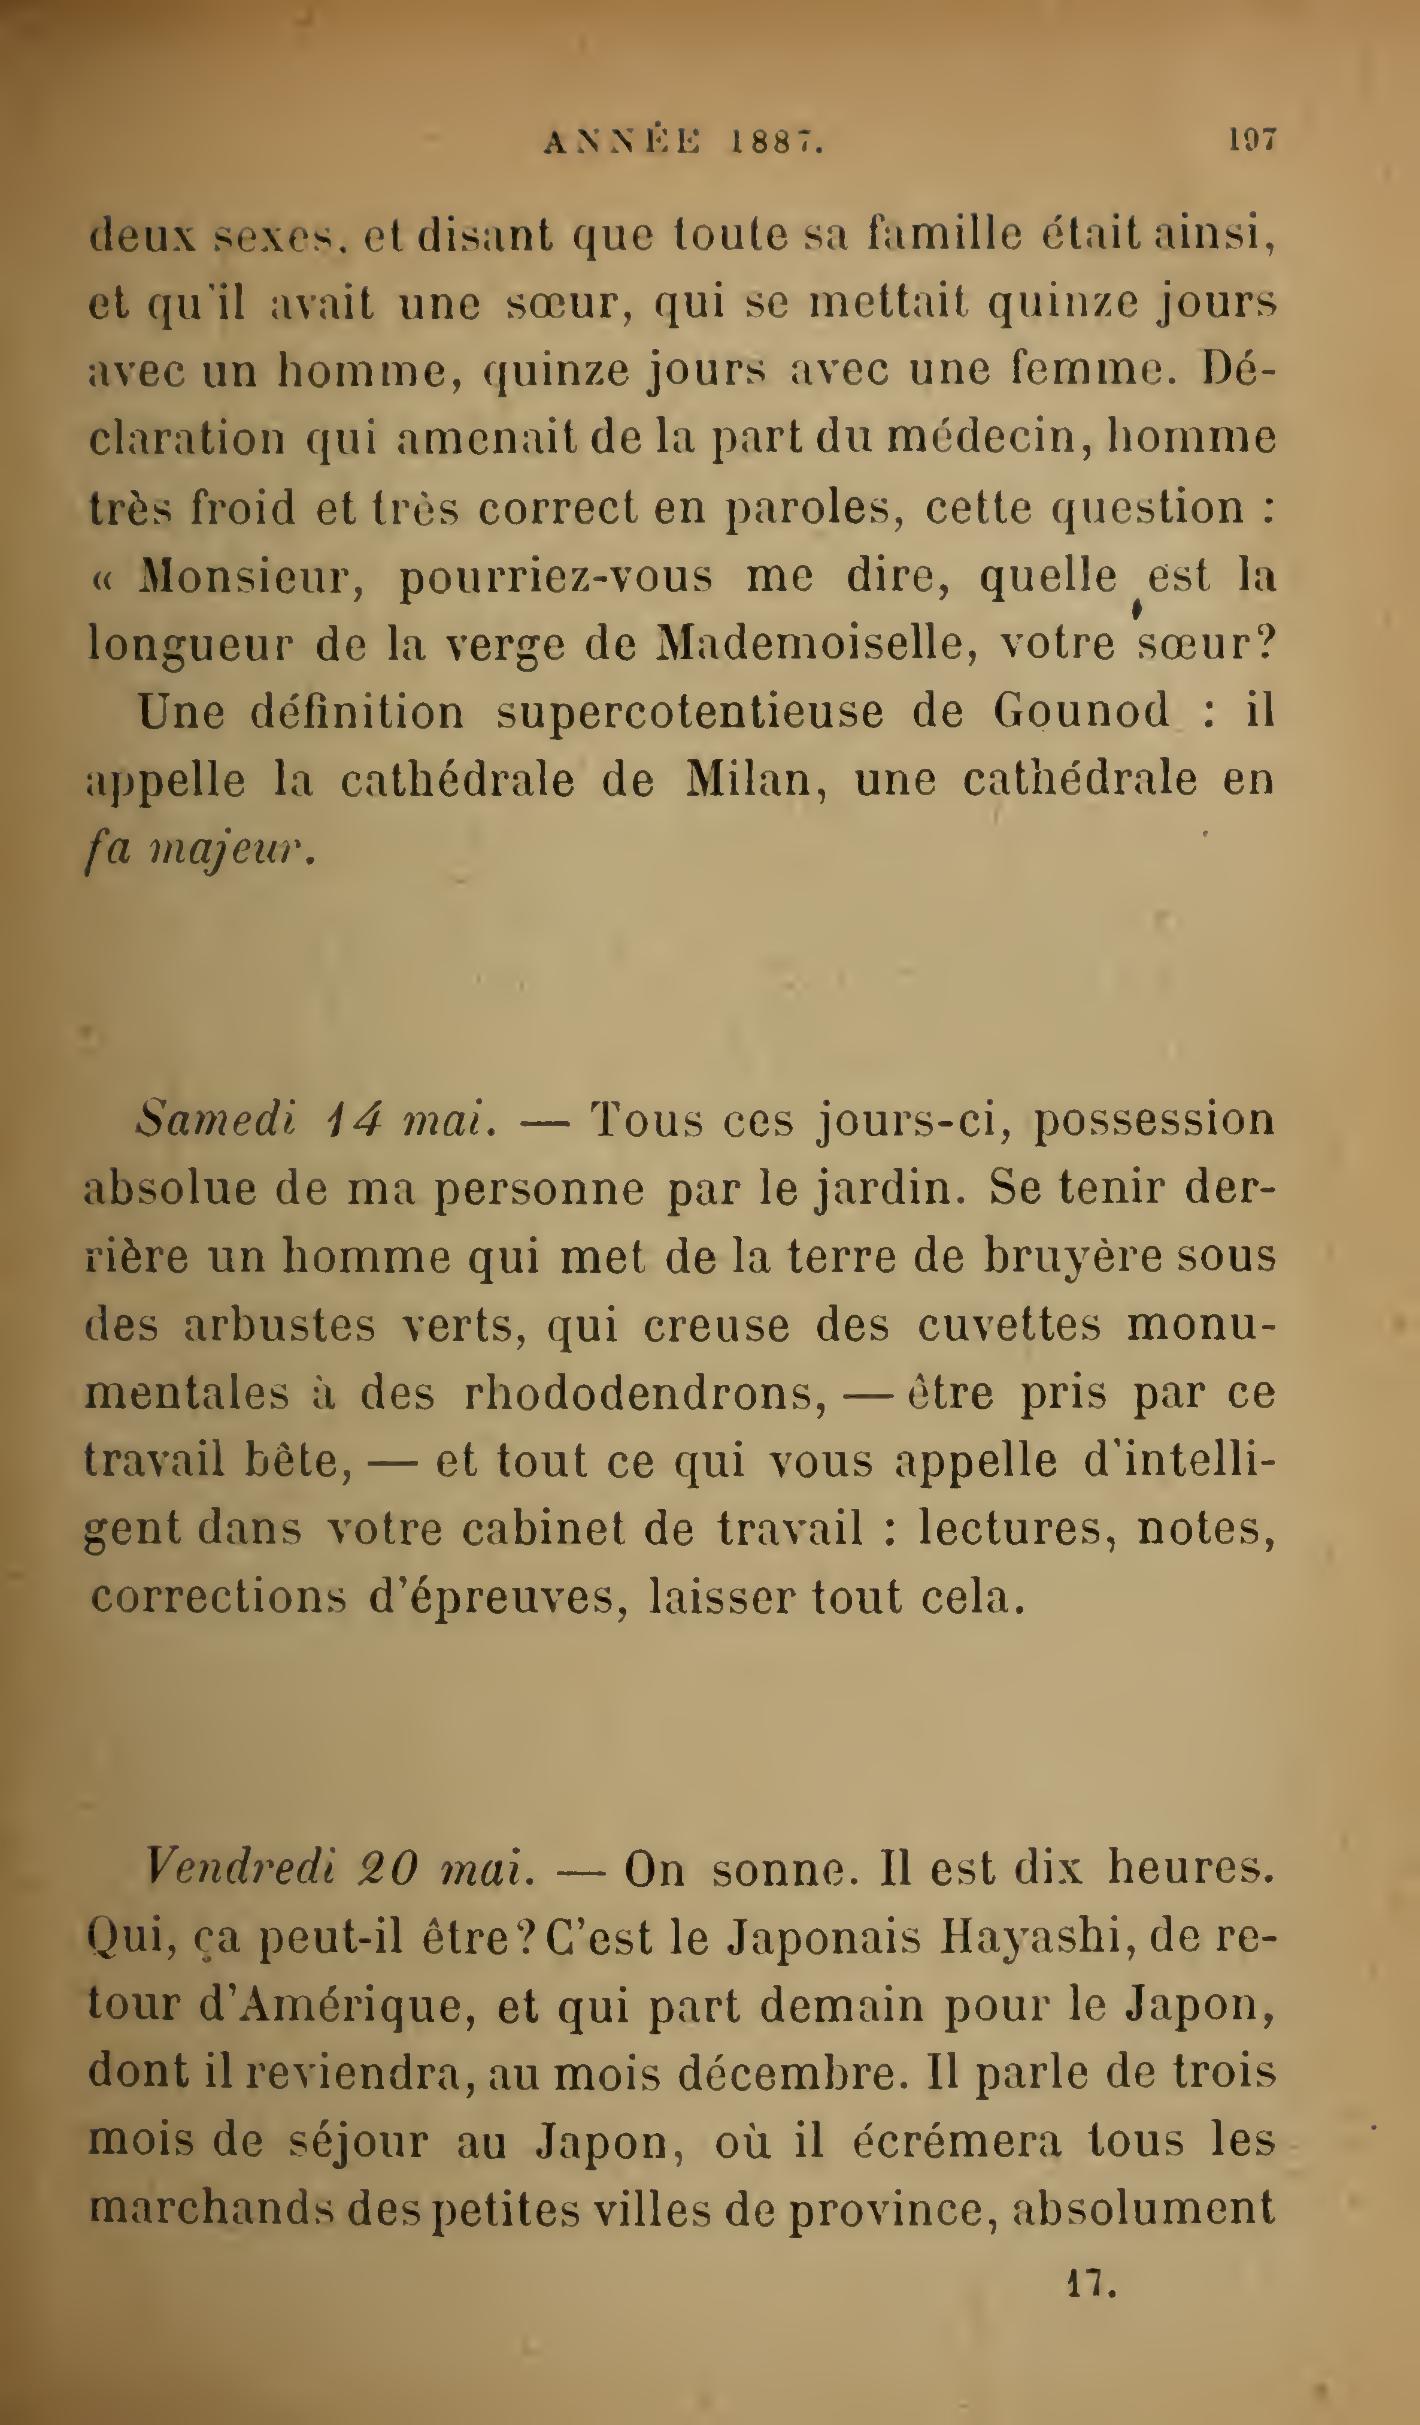 ANNÉE 1887. 197
deux sexes, et disant que toute sa famille était ainsi,
et qu'il avait une sœur, qui se mettait quinze jours
avec un homme, quinze jours avec une femme. Dé-
claration qui amenait de la part du médecin, homme
très froid et très correct en paroles, cette question :
« Monsieur, pourriez-vous me dire, quelle est la
longueur de la verge de Mademoiselle, votre sœur?
Une définition supercotentieuse de Gounod : il
appelle la cathédrale de Milan, une cathédrale en
fa majeur.
Samedi 14 mai. — Tous ces jours-ci, possession
absolue de ma personne par le jardin. Se tenir der-
rière un homme qui met de la terre de bruyère sous
des arbustes verts, qui creuse des cuvettes monu-
mentales à des rhododendrons, — être pris par ce
travail bête, — et tout ce qui vous appelle d'intelli-
gent dans votre cabinet de travail : lectures, notes,
corrections d'épreuves, laisser tout cela.
Vendredi 20 mai. — On sonne. Il est dix heures.
Qui, ça peut-il être? C'est le Japonais Hayashi, de re-
tour d'Amérique, et qui part demain pour le Japon,
dont il reviendra, au mois décembre. Il parle de trois
mois de séjour au Japon, où il écrémera tous les
marchands des petites villes de province, absolument
17.